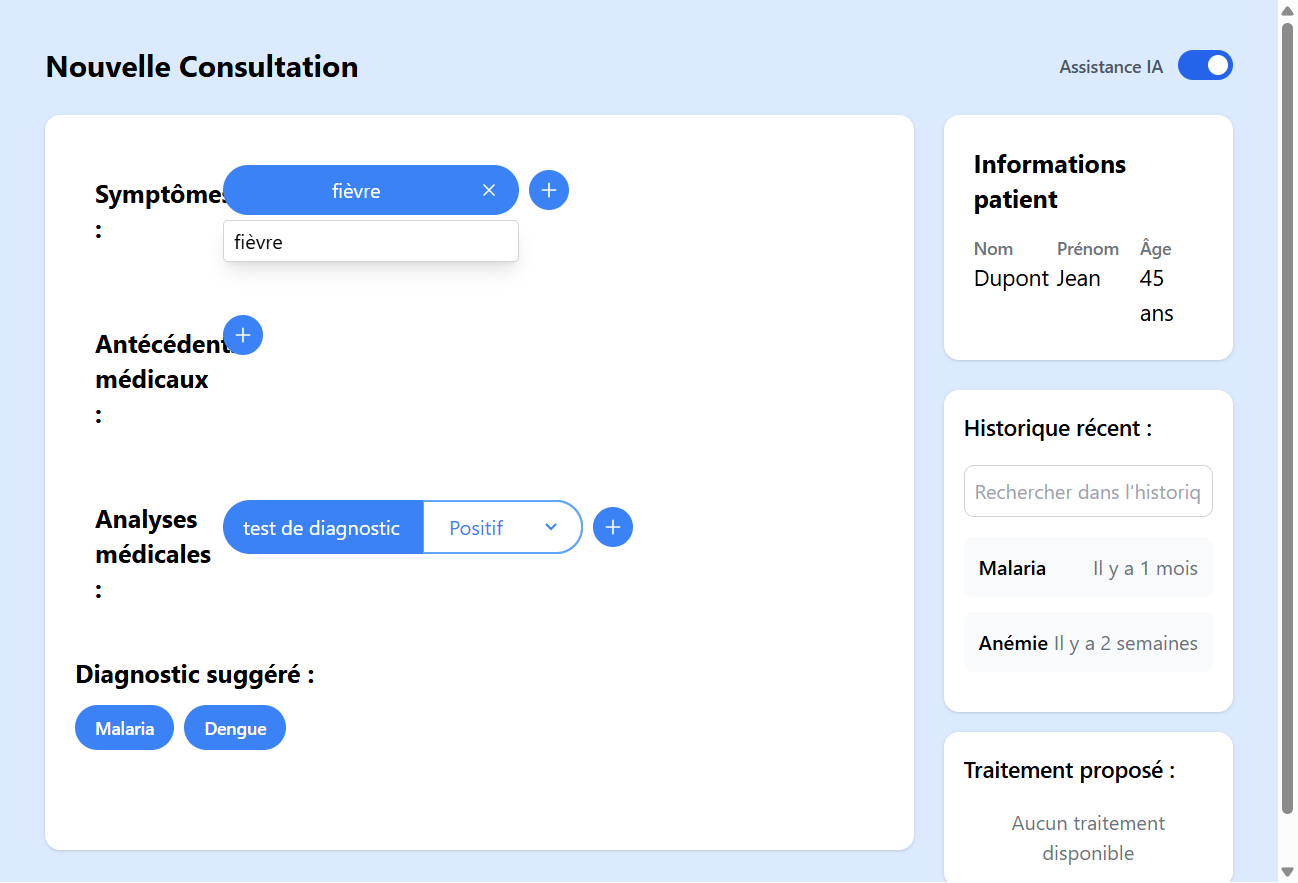 Nouvelle Consultation
Assistance IA
Symptômes
:
fièvre
fièvre
Antécédent
médicaux
:
Analyses
médicales
:
test de diagnostic
Positif
Diagnostic suggéré :
Malaria
Dengue
Informations
patient
Nom Prénom Âge
Dupont Jean 45
ans
Historique récent :
Rechercher dans l'historiq
Malaria Il y a 1 mois
Anémie Il y a 2 semaines
Traitement proposé :
Aucun traitement
disponible